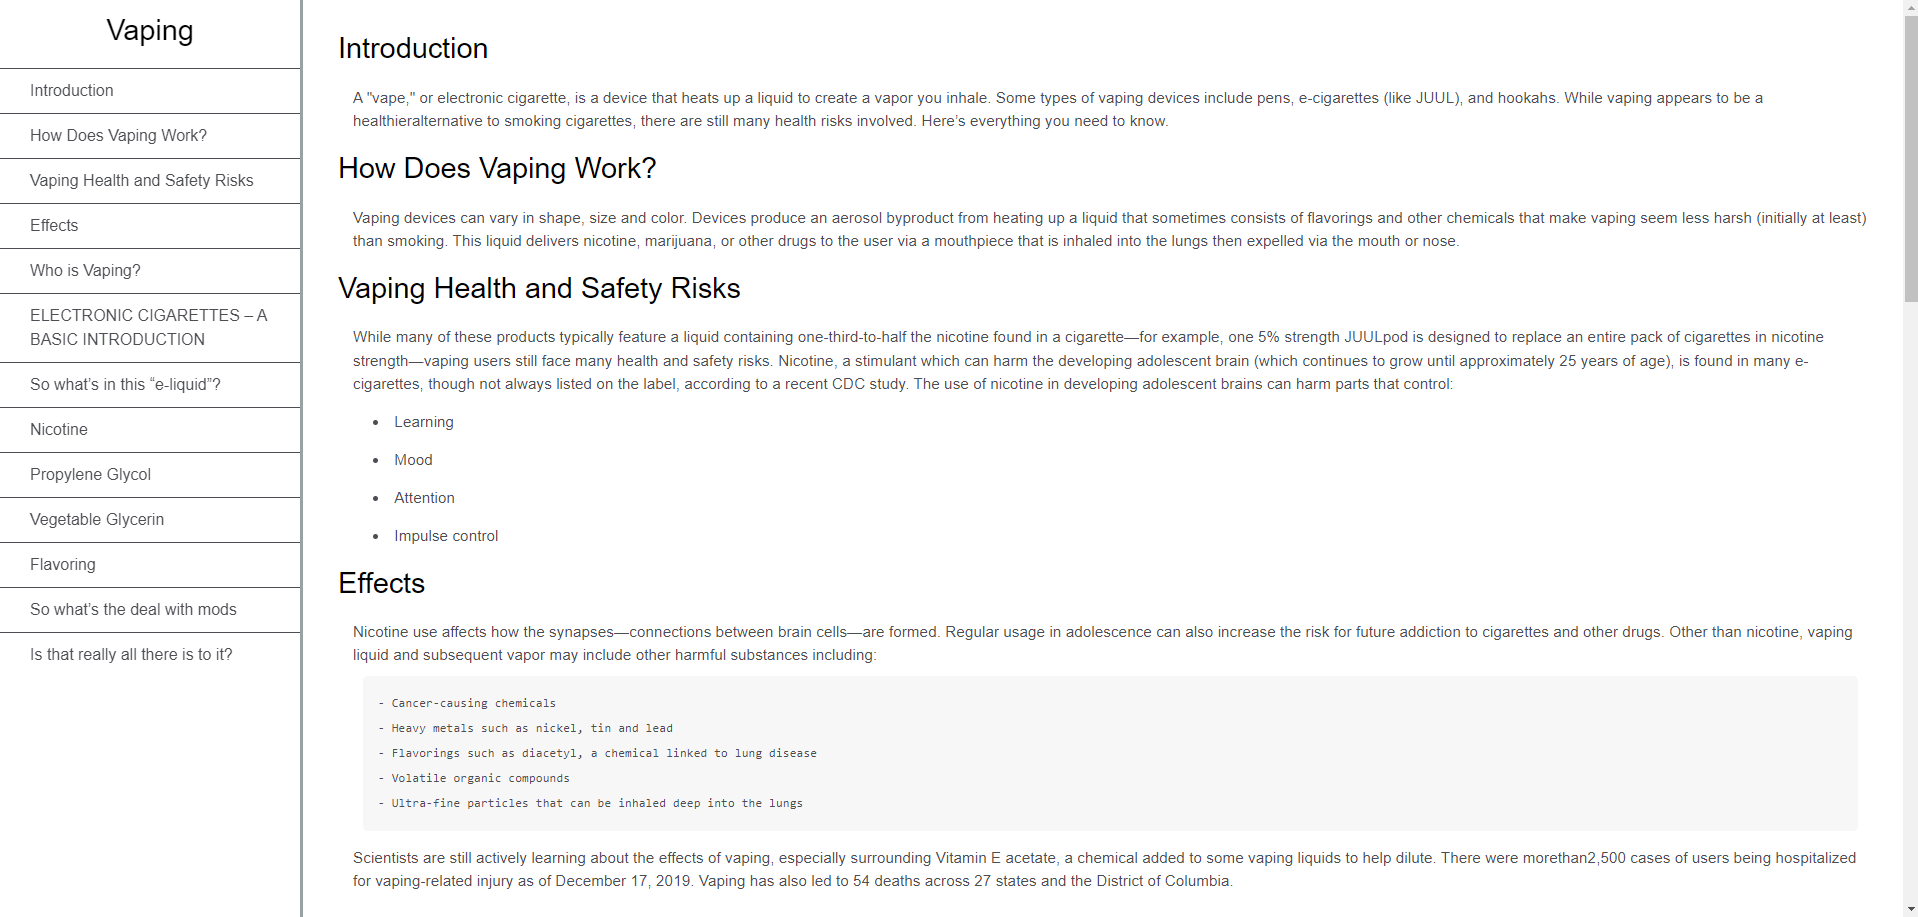 Vaping
Introduction
How Does Vaping Work?
Vaping Health and Safety Risks
Effects
Who is Vaping?
ELECTRONIC CIGARETTES – A
BASIC INTRODUCTION
So what’s in this “e-liquid”?
Nicotine
Propylene Glycol
Vegetable Glycerin
Flavoring
So what’s the deal with mods
Is that really all there is to it?
Introduction
A "vape," or electronic cigarette, is a device that heats up a liquid to create a vapor you inhale. Some types of vaping devices include pens, e-cigarettes (like JUUL), and hookahs. While vaping appears to be a
healthieralternative to smoking cigarettes, there are still many health risks involved. Here’s everything you need to know.
How Does Vaping Work?
Vaping devices can vary in shape, size and color. Devices produce an aerosol byproduct from heating up a liquid that sometimes consists of flavorings and other chemicals that make vaping seem less harsh (initially at least)
than smoking. This liquid delivers nicotine, marijuana, or other drugs to the user via a mouthpiece that is inhaled into the lungs then expelled via the mouth or nose.
Vaping Health and Safety Risks
While many of these products typically feature a liquid containing one-third-to-half the nicotine found in a cigarette—for example, one 5% strength JUULpod is designed to replace an entire pack of cigarettes in nicotine
strength—vaping users still face many health and safety risks. Nicotine, a stimulant which can harm the developing adolescent brain (which continues to grow until approximately 25 years of age), is found in many e-
cigarettes, though not always listed on the label, according to a recent CDC study. The use of nicotine in developing adolescent brains can harm parts that control:
• Learning
• Mood
• Attention
• Impulse control
Effects
Nicotine use affects how the synapses—connections between brain cells—are formed. Regular usage in adolescence can also increase the risk for future addiction to cigarettes and other drugs. Other than nicotine, vaping
liquid and subsequent vapor may include other harmful substances including:
- Cancer-causing chemicals
- Heavy metals such as nickel, tin and lead
- Flavorings such as diacetyl, a chemical linked to lung disease
- Volatile organic compounds
- Ultra-fine particles that can be inhaled deep into the lungs
Scientists are still actively learning about the effects of vaping, especially surrounding Vitamin E acetate, a chemical added to some vaping liquids to help dilute. There were morethan2,500 cases of users being hospitalized
for vaping-related injury as of December 17, 2019. Vaping has also led to 54 deaths across 27 states and the District of Columbia.